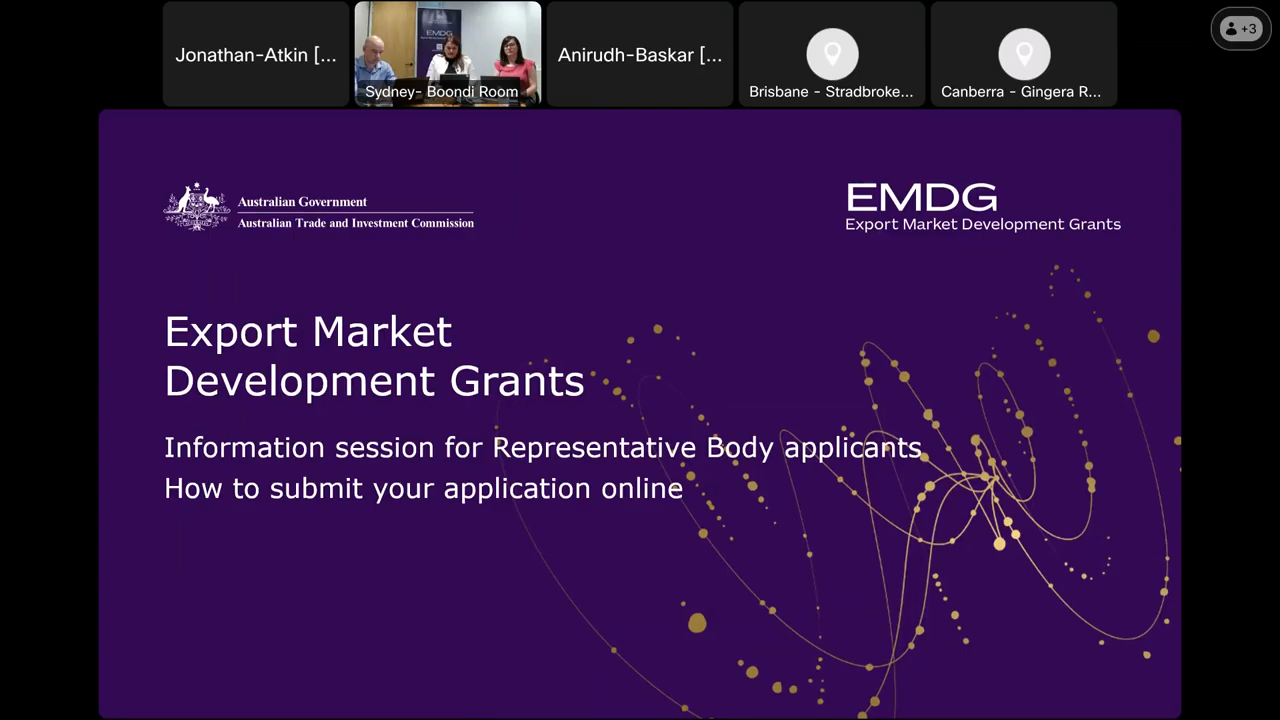 Jonathan-Atkin [...
Sydney- Boondi Room
Anirudh-Baskar [...
Brisbane - Stradbroke...
Canberra - Gingera R...
+3
EMDG
Australian Government
Australian Trade and Investment Commission
EMDG
Export Market Development Grants
Export Market
Development Grants
Information session for Representative Body applicants
How to submit your application online